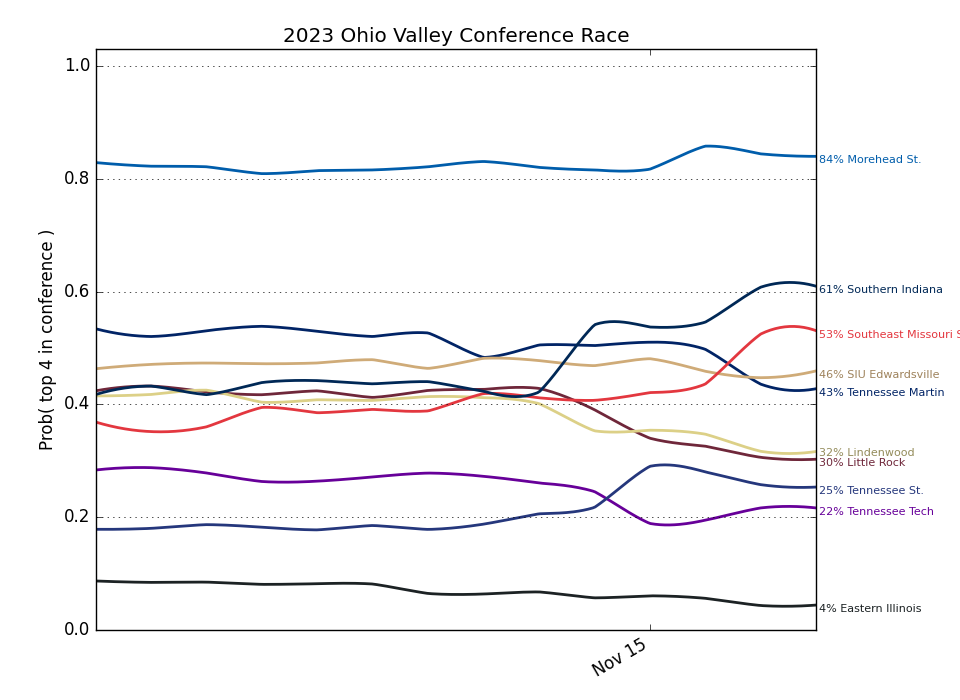 2023 Ohio Valley Conference Race
Prob( top 4 in conference )
1.0
0.8
0.6
0.4
0.2
0.0
84% Morehead St.
61% Southern Indiana
53% Southeast Missouri S
46% SIU Edwardsville
43% Tennessee Martin
32% Lindenwood
30% Little Rock
25% Tennessee St.
22% Tennessee Tech
4% Eastern Illinois
Nov 15